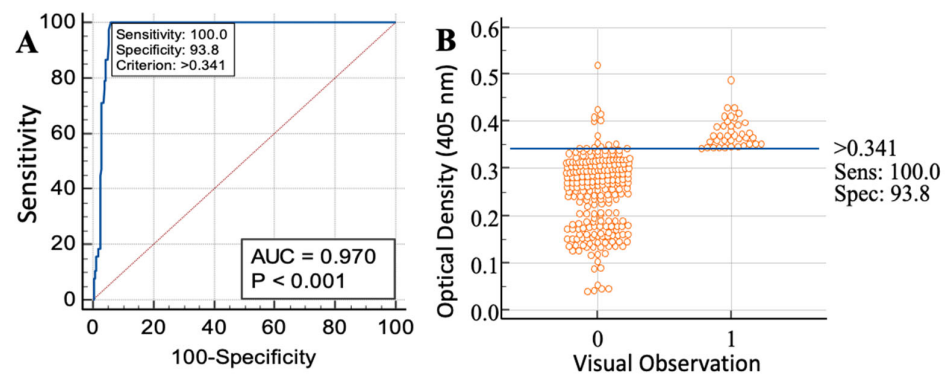 A
Sensitivity
100
80
60
40
20
0
Sensitivity: 100.0
Specificity: 93.8
Criterion: >0.341
AUC = 0.970
P < 0.001
0 20 40 60 80 100
100-Specificity
B
Optical Density (405 nm)
0.6
0.5
0.4
0.3
0.2
0.1
0.0
>0.341
Sens: 100.0
Spec: 93.8
0 1
Visual Observation